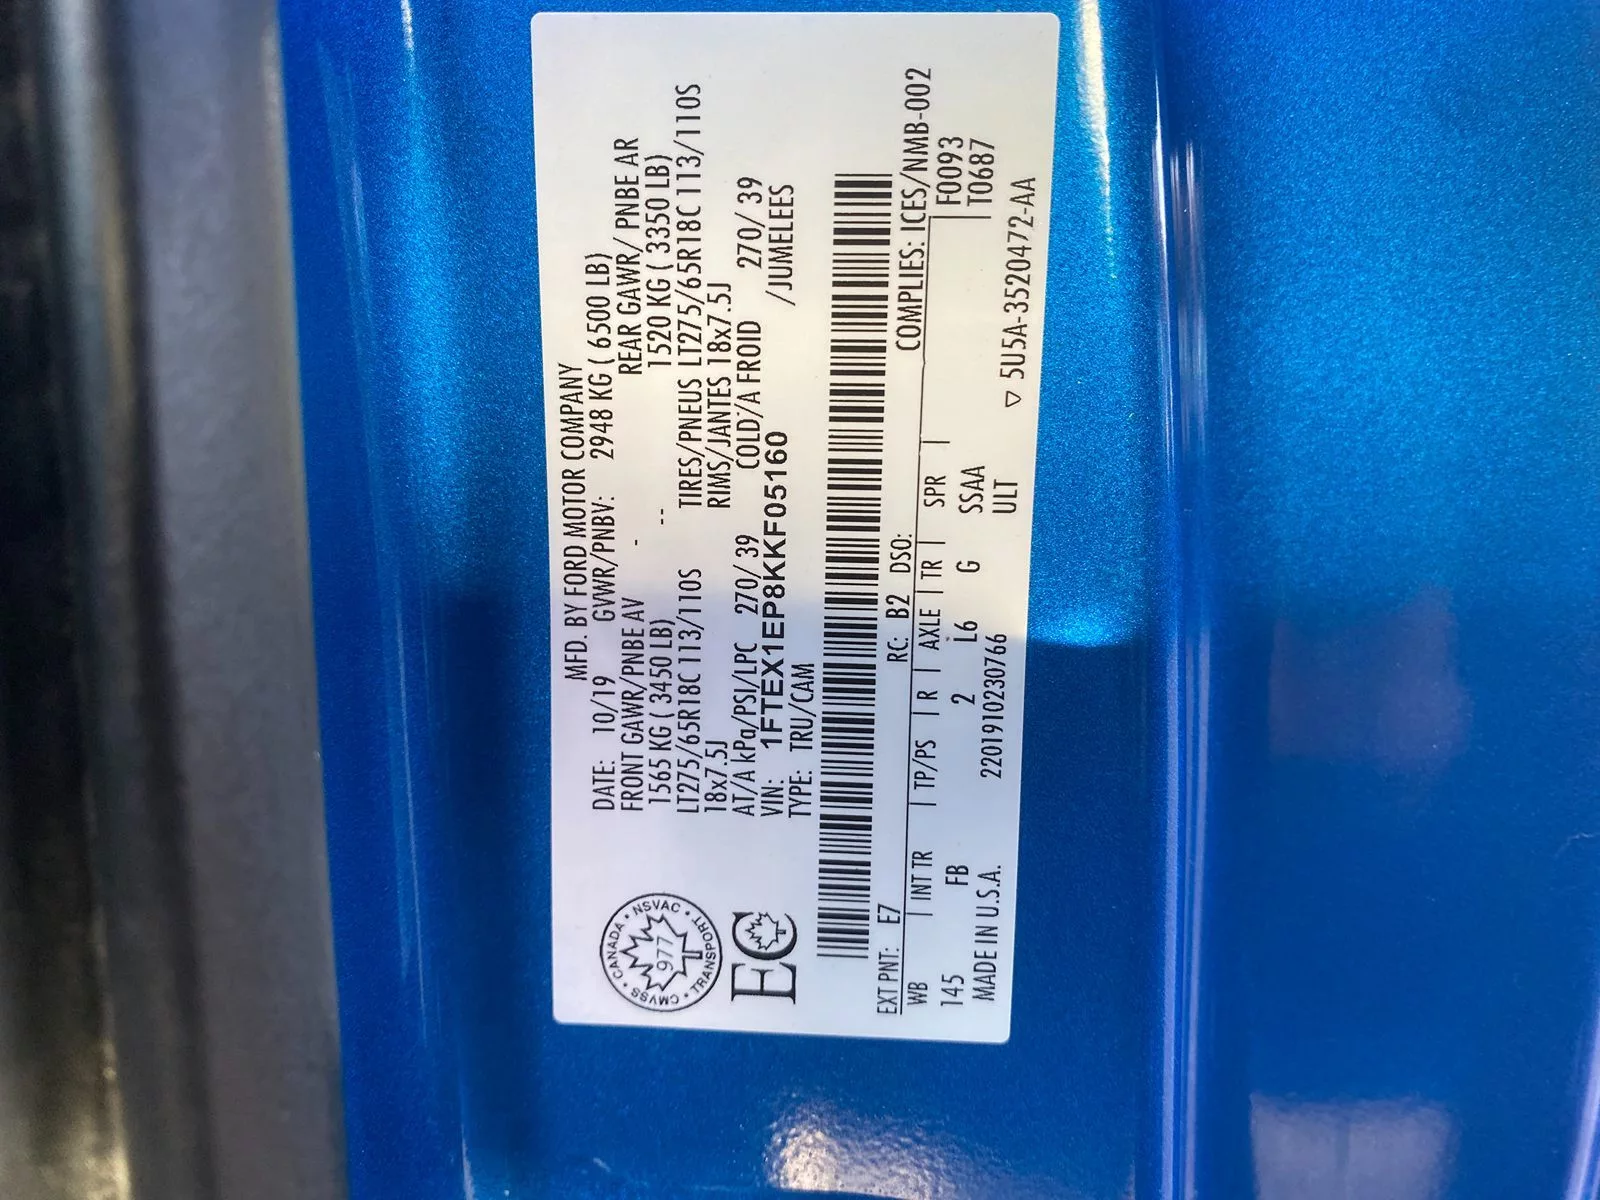 MFD. BY FORD MOTOR COMPANY
DATE: 10/19 GVWR/PNBV: 2948 KG ( 6500 LB)
FRONT GAWR/PNBE AV REAR GAWR/ PNBE AR
1565 KG ( 3450 LB) - -- 1520 KG ( 3350 LB)
LT275/65R18C 113/110S TIRES/PNEUS LT275/65R18C 113/110S
18x7.5J RIMS/JANTES 18x7.5J
AT/A kPa/PSI/LPC 270/ 39 COLD/A FROID 270/ 39
VIN: 1FTEX1EP8KKF05160 /JUMELEES
TYPE: TRU/CAM
CMVSS • CANADA • NSVAC • TRANSPORT •
977
EC
EXT PNT: E7 RC: B2 DSO: COMPLIES: ICES/NMB-002
WB | INT TR | TP/PS | R | AXLE | TR | SPR | F0093
145 FB 2 L6 G SSAA T0687
ULT
MADE IN U.S.A. 2201910230766 ▽ 5U5A-3520472-AA